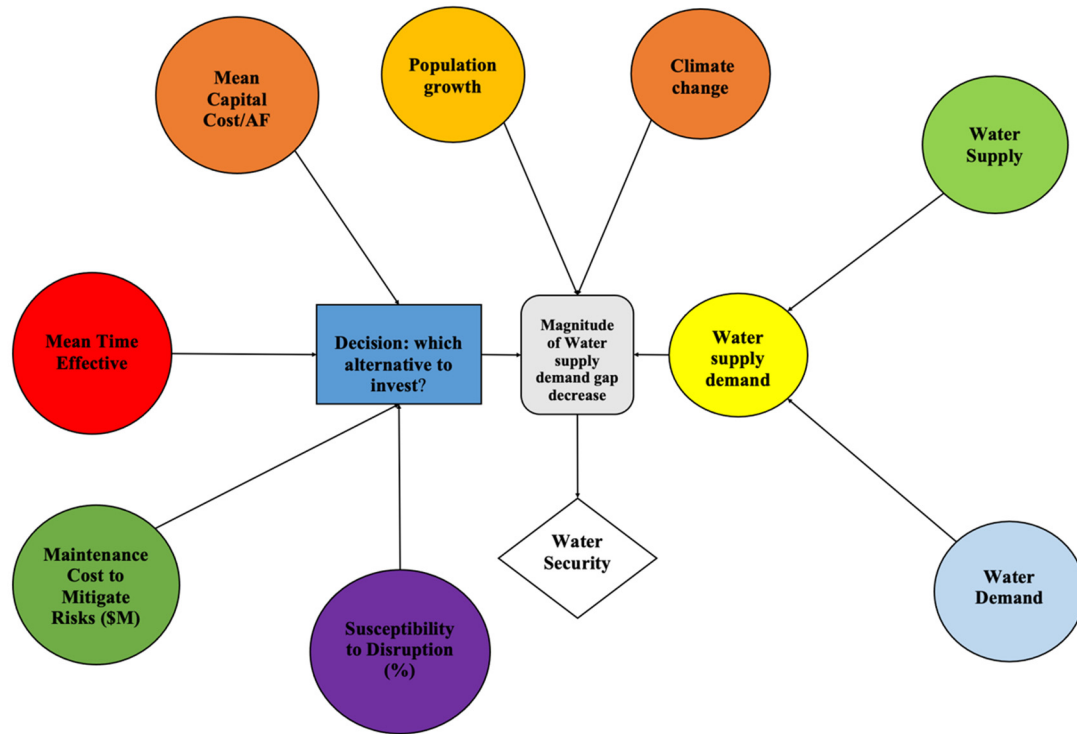 Mean
Capital
Cost/AF
Population
growth
Climate
change
Water
Supply
Mean Time
Effective
Decision: which
alternative to
invest?
Magnitude
of Water
supply
demand gap
decrease
Water
supply
demand
Maintenance
Cost to
Mitigate
Risks ($M)
Susceptibility
to Disruption
(%)
Water
Security
Water
Demand